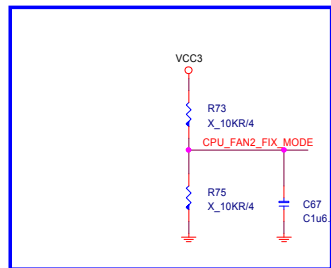 VCC3
R73
X_10KR/4
CPU_FAN2_FIX_MODE
R75
X_10KR/4
C67
C1u6.